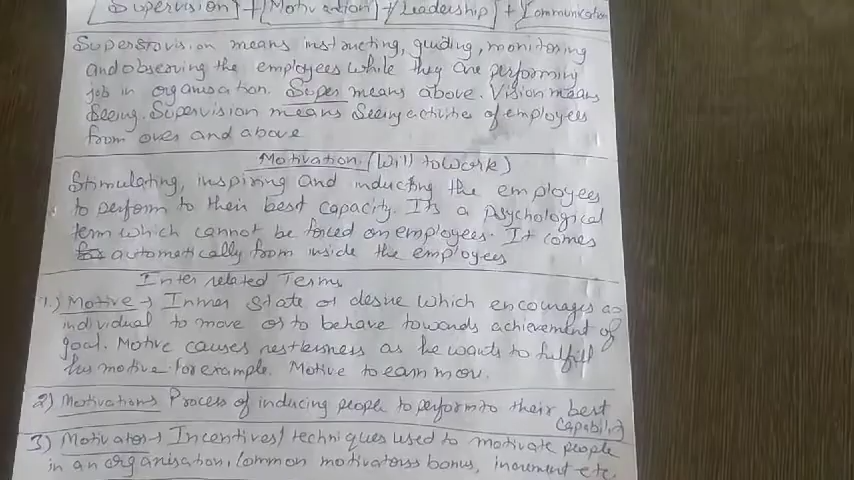 [Supervision] + [Motivation] + [Leadership] + [Communication
Supervision means instructing, guiding, monitoring
and observing the employees while they are performing
job in organisation. Super means above. Vision means
Seeing. Supervision means Seeing activities of employees
from over and above
Motivation (Will to work)
Stimulating, inspiring and inducting the employees
to perform to their best capacity. Its a psychological
term which cannot be forced on employees. It comes
automatically from inside the employees
Inter related Terms
1.) Motive → Inner State of desire which encourages an
individual to move or to behave towards achievement of
goal. Motive causes restlessness as he wants to fulfill
his motive. For example. Motive to earn
2) Motivation → Process of inducing people to perform to their best
Capability
3) Motivator → Incentives/techniques used to motivate people
in an organisation. Common motivators bonus, increment etc.